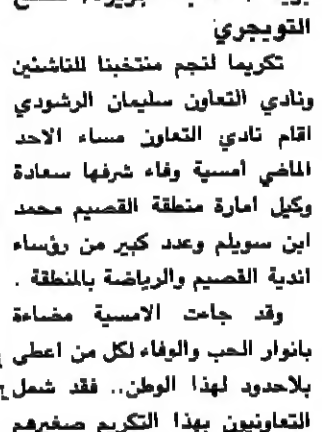 التويجري
تكريما لنجم منتخبنا للناشئين
ونادي التعاون سليمان الرشودي
اقام نادي التعاون مساء الاحد
الماضي أمسية وفاء شرفها سعادة
وكيل امارة منطقة القصيم محمد
ابن سويلم وعدد كبير من رؤساء
اندية القصيم والرياضة بالمنطقة .
وقد جاءت الامسية مضاءة
بانوار الحب والوفاء لكل من اعطى
بلاحدود لهذا الوطن.. فقد شمل
التعاونيون بهذا التكريم صغيرهم